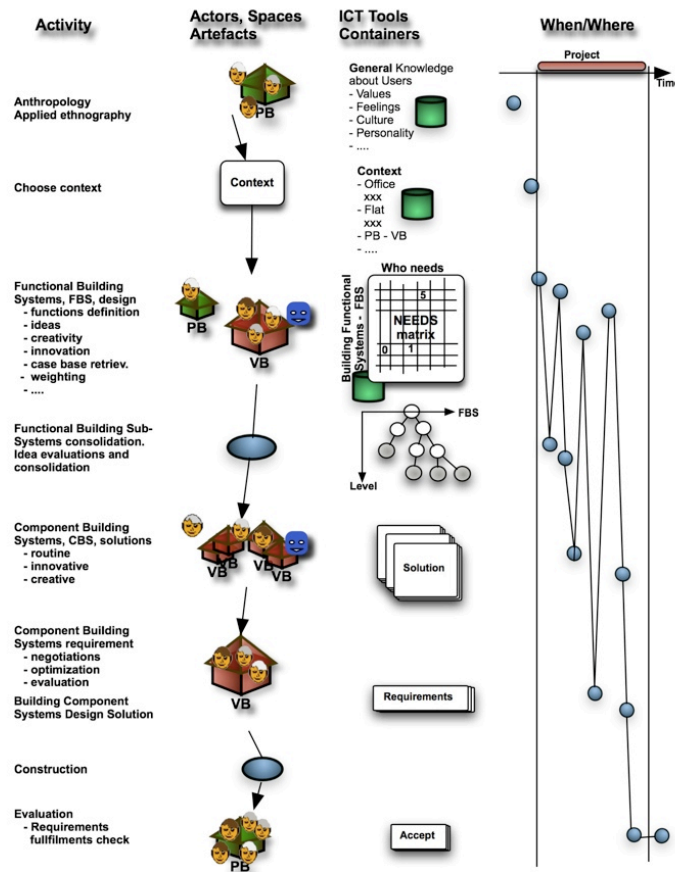 Activity
Actors, Spaces
Artefacts
ICT Tools
Containers
When/Where
Project
Time
Anthropology
Applied ethnography
PB
General Knowledge
about Users
- Values
- Feelings
- Culture
- Personality
- ....
Choose context
Context
Context
- Office
xxx
- Flat
xxx
- PB - VB
- ....
Functional Building
Systems, FBS, design
- functions definition
- ideas
- creativity
- innovation
- case base retriev.
- weighting
- ....
PB
VB
Who needs
Building Functional
Systems - FBS
5
NEEDS
matrix
0 1
Functional Building Sub-
Systems consolidation.
Idea evaluations and
consolidation
FBS
Level
Component Building
Systems, CBS, solutions
- routine
- innovative
- creative
VB
VB
VB
VB
Solution
Component Building
Systems requirement
- negotiations
- optimization
- evaluation
Building Component
Systems Design Solution
VB
Requirements
Construction
Evaluation
- Requirements
fullfilments check
PB
Accept